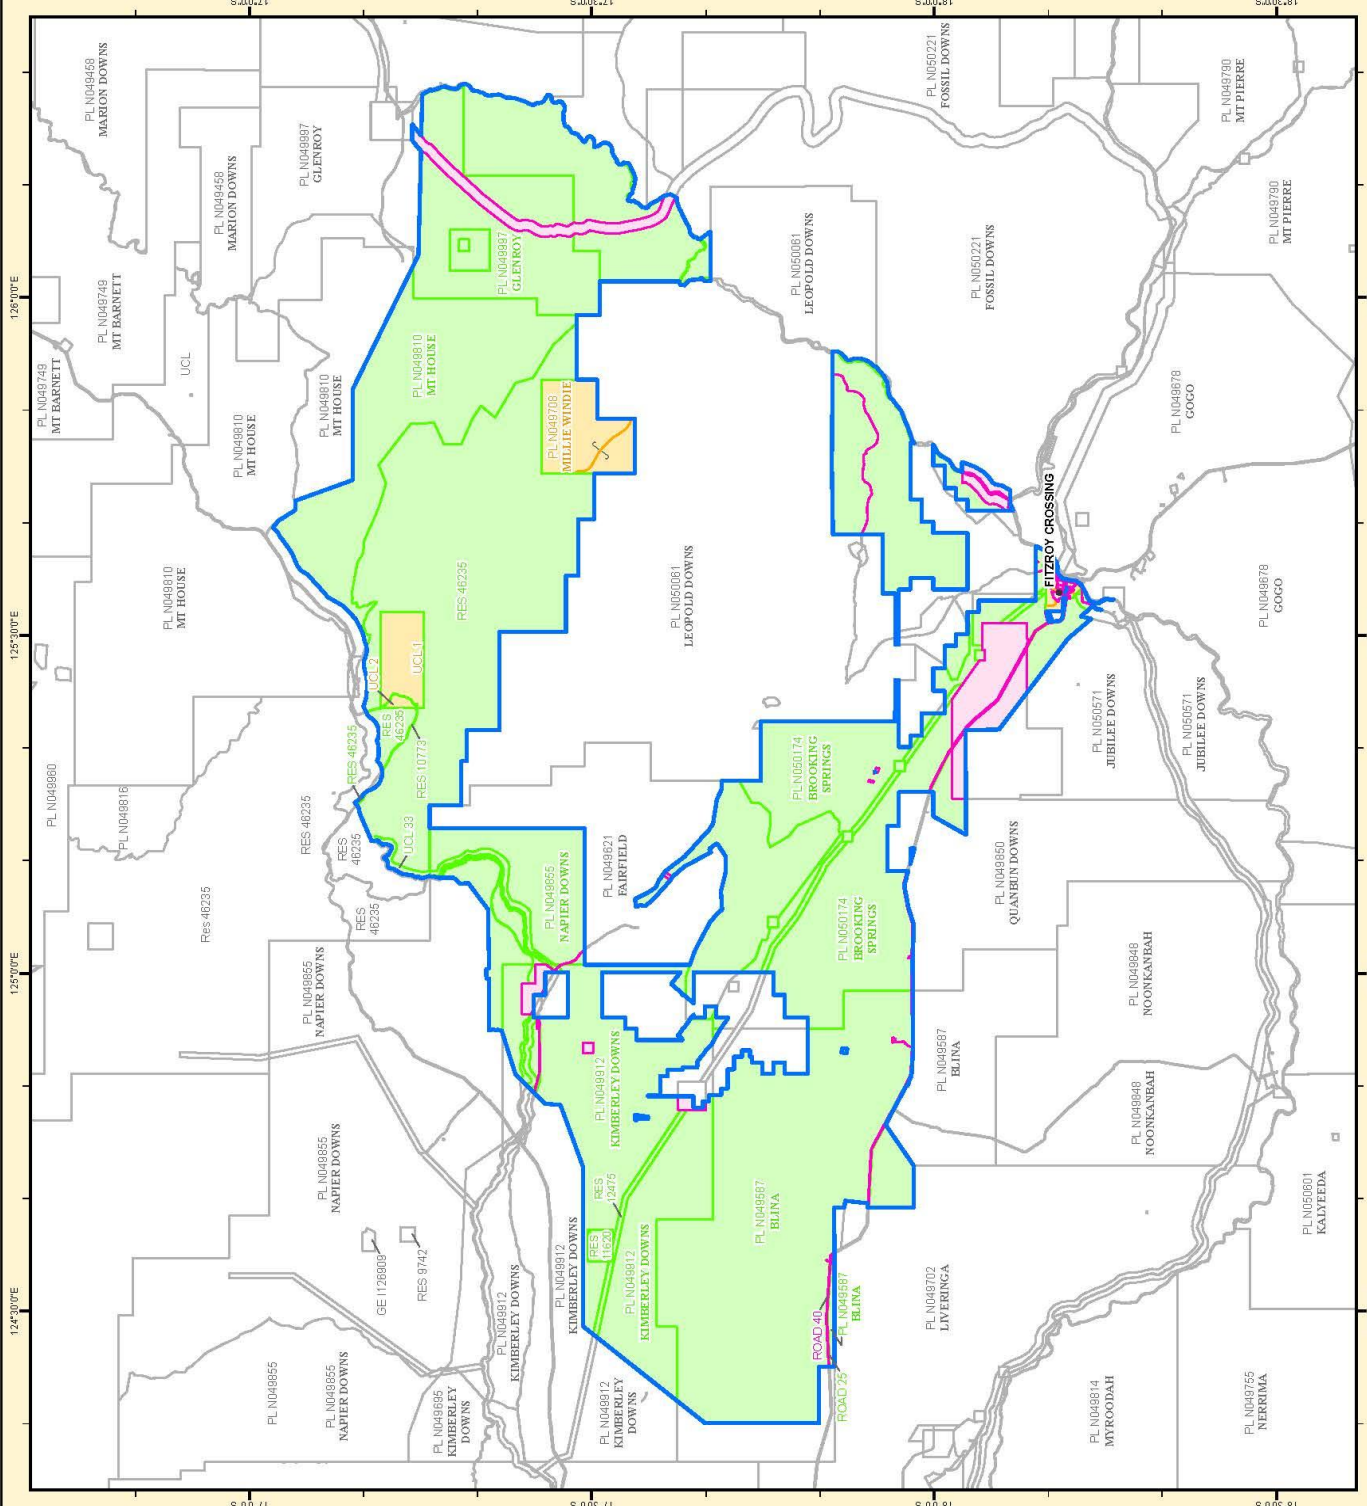 PL N049458
MARION DOWNS
PL N049458
MARION DOWNS
PL N049997
GLENROY
PL N050221
FOSSIL DOWNS
PL N049790
MT PIERRE
PL N049790
MT PIERRE
126°0'0"E
PL N049749
MT BARNETT
PL N049749
MT BARNETT
UCL
PL N049810
MT HOUSE
PL N049810
MT HOUSE
PL N049810
MT HOUSE
PL N049997
GLENROY
PL N049708
MILLIE WINDIE
PL N050061
LEOPOLD DOWNS
PL N050221
FOSSIL DOWNS
PL N049678
GOGO
FITZROY CROSSING
PL N049810
MT HOUSE
RES 46235
PL N050061
LEOPOLD DOWNS
PL N049678
GOGO
125°30'0"E
UCL 2
UCL 1
RES
46235
RES 46235
RES 10773
PL N050571
JUBILEE DOWNS
PL N050571
JUBILEE DOWNS
PL N050174
BROOKING
SPRINGS
PL N049960
PL N049816
RES 46235
RES
46235
UCL 33
PL N049621
FAIRFIELD
PL N049850
QUANBUN DOWNS
Res 46235
RES
46235
PL N049855
NAPIER DOWNS
PL N050174
BROOKING
SPRINGS
125°0'0"E
PL N049855
NAPIER DOWNS
PL N049848
NOONKANBAH
PL N049912
KIMBERLEY DOWNS
PL N049587
BLINA
PL N049848
NOONKANBAH
PL N049855
NAPIER DOWNS
RES
12475
RES
11620
PL N049587
BLINA
PL N050601
KALYEEDA
GE I126909
RES 9742
PL N049912
KIMBERLEY DOWNS
PL N049912
KIMBERLEY DOWNS
PL N049912
KIMBERLEY DOWNS
124°30'0"E
ROAD 40
PL N049587
BLINA
ROAD 25
PL N049702
LIVERINGA
PL N049855
PL N049855
NAPIER DOWNS
PL N049695
KIMBERLEY
DOWNS
PL N049912
KIMBERLEY
DOWNS
PL N049814
MYROODAH
PL N049755
NERRIMA